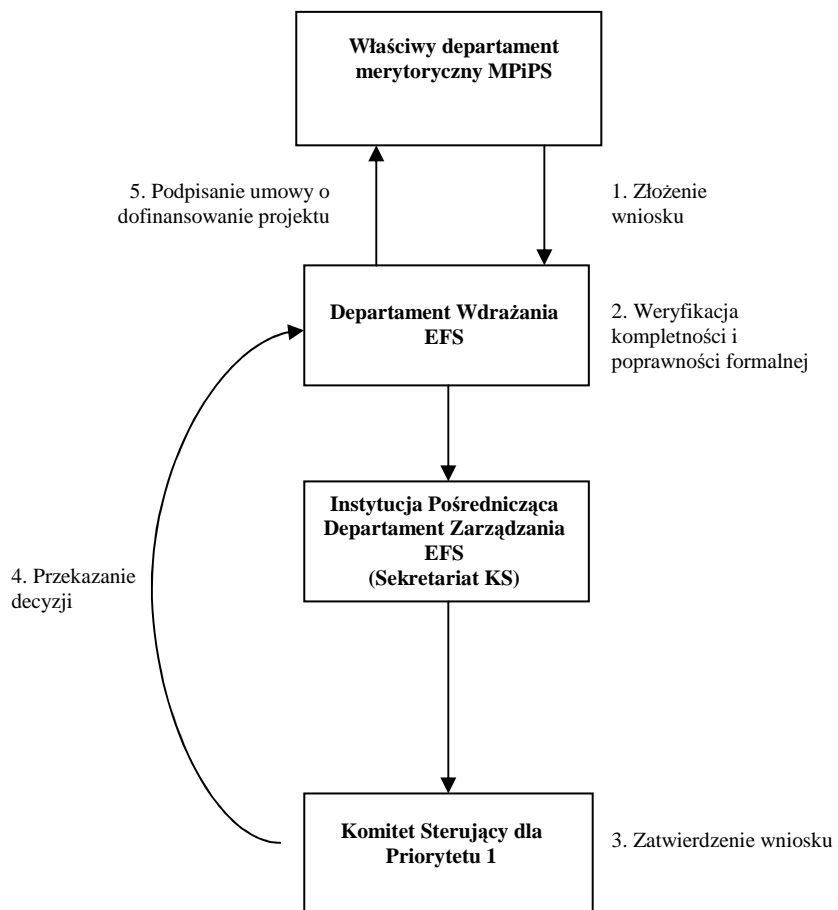 Właściwy departament
merytoryczny MPiPS
5. Podpisanie umowy o
dofinansowanie projektu
1. Złożenie
wniosku
Departament Wdrażania
EFS
2. Weryfikacja
kompletności i
poprawności formalnej
Instytucja Pośrednicząca
Departament Zarządzania
EFS
(Sekretariat KS)
4. Przekazanie
decyzji
Komitet Sterujący dla
Priorytetu 1
3. Zatwierdzenie wniosku